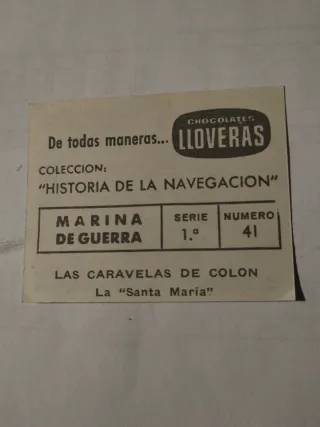 CHOCOLATES
De todas maneras... LLOVERAS
COLECCION:
"HISTORIA DE LA NAVEGACION"
MARINA DE GUERRA
SERIE 1.ª
NUMERO 41
LAS CARAVELAS DE COLON
La "Santa María"